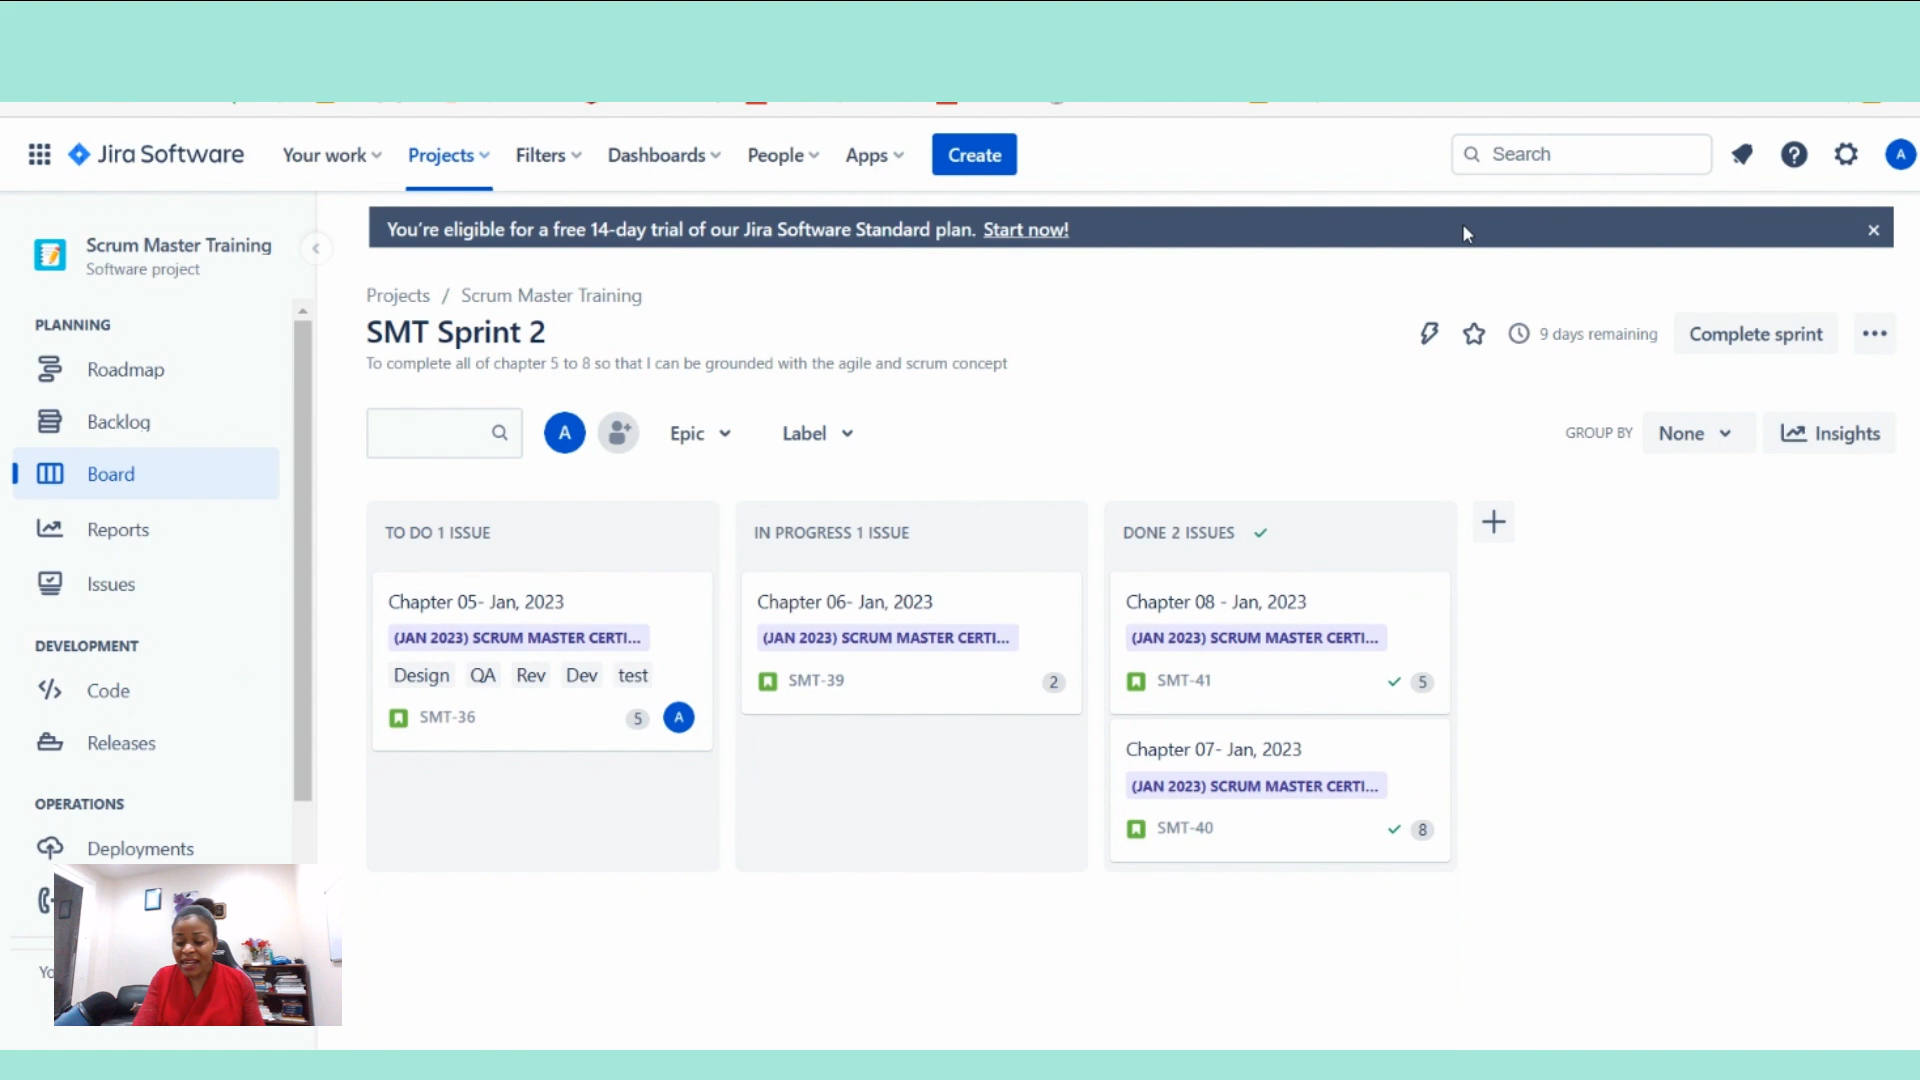 Jira Software
Your work
Projects
Filters
Dashboards
People
Apps
Create
Search
A
Scrum Master Training
Software project
You're eligible for a free 14-day trial of our Jira Software Standard plan. Start now!
Projects / Scrum Master Training
SMT Sprint 2
To complete all of chapter 5 to 8 so that I can be grounded with the agile and scrum concept
9 days remaining
Complete sprint
PLANNING
Roadmap
Backlog
Board
Reports
Issues
DEVELOPMENT
Code
Releases
OPERATIONS
Deployments
Yo
A
Epic
Label
GROUP BY
None
Insights
TO DO 1 ISSUE
Chapter 05- Jan, 2023
(JAN 2023) SCRUM MASTER CERTI...
Design QA Rev Dev test
SMT-36 5 A
IN PROGRESS 1 ISSUE
Chapter 06- Jan, 2023
(JAN 2023) SCRUM MASTER CERTI...
SMT-39 2
DONE 2 ISSUES
Chapter 08 - Jan, 2023
(JAN 2023) SCRUM MASTER CERTI...
SMT-41 5
Chapter 07- Jan, 2023
(JAN 2023) SCRUM MASTER CERTI...
SMT-40 8